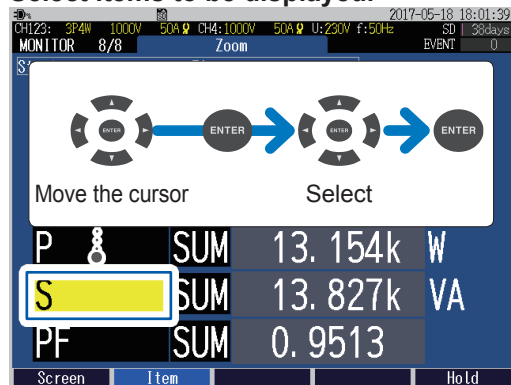 Select items to be displayed.
2017-05-18 18:01:39
CH123: 3P4W 1000V 50A CH4:1000V 50A U:230V f:50Hz SD 38days
MONITOR 8/8 Zoom EVENT 0
ENTER ENTER ENTER ENTER
Move the cursor Select
P SUM 13.154k W
S SUM 13.827k VA
PF SUM 0.9513
Screen Item Hold